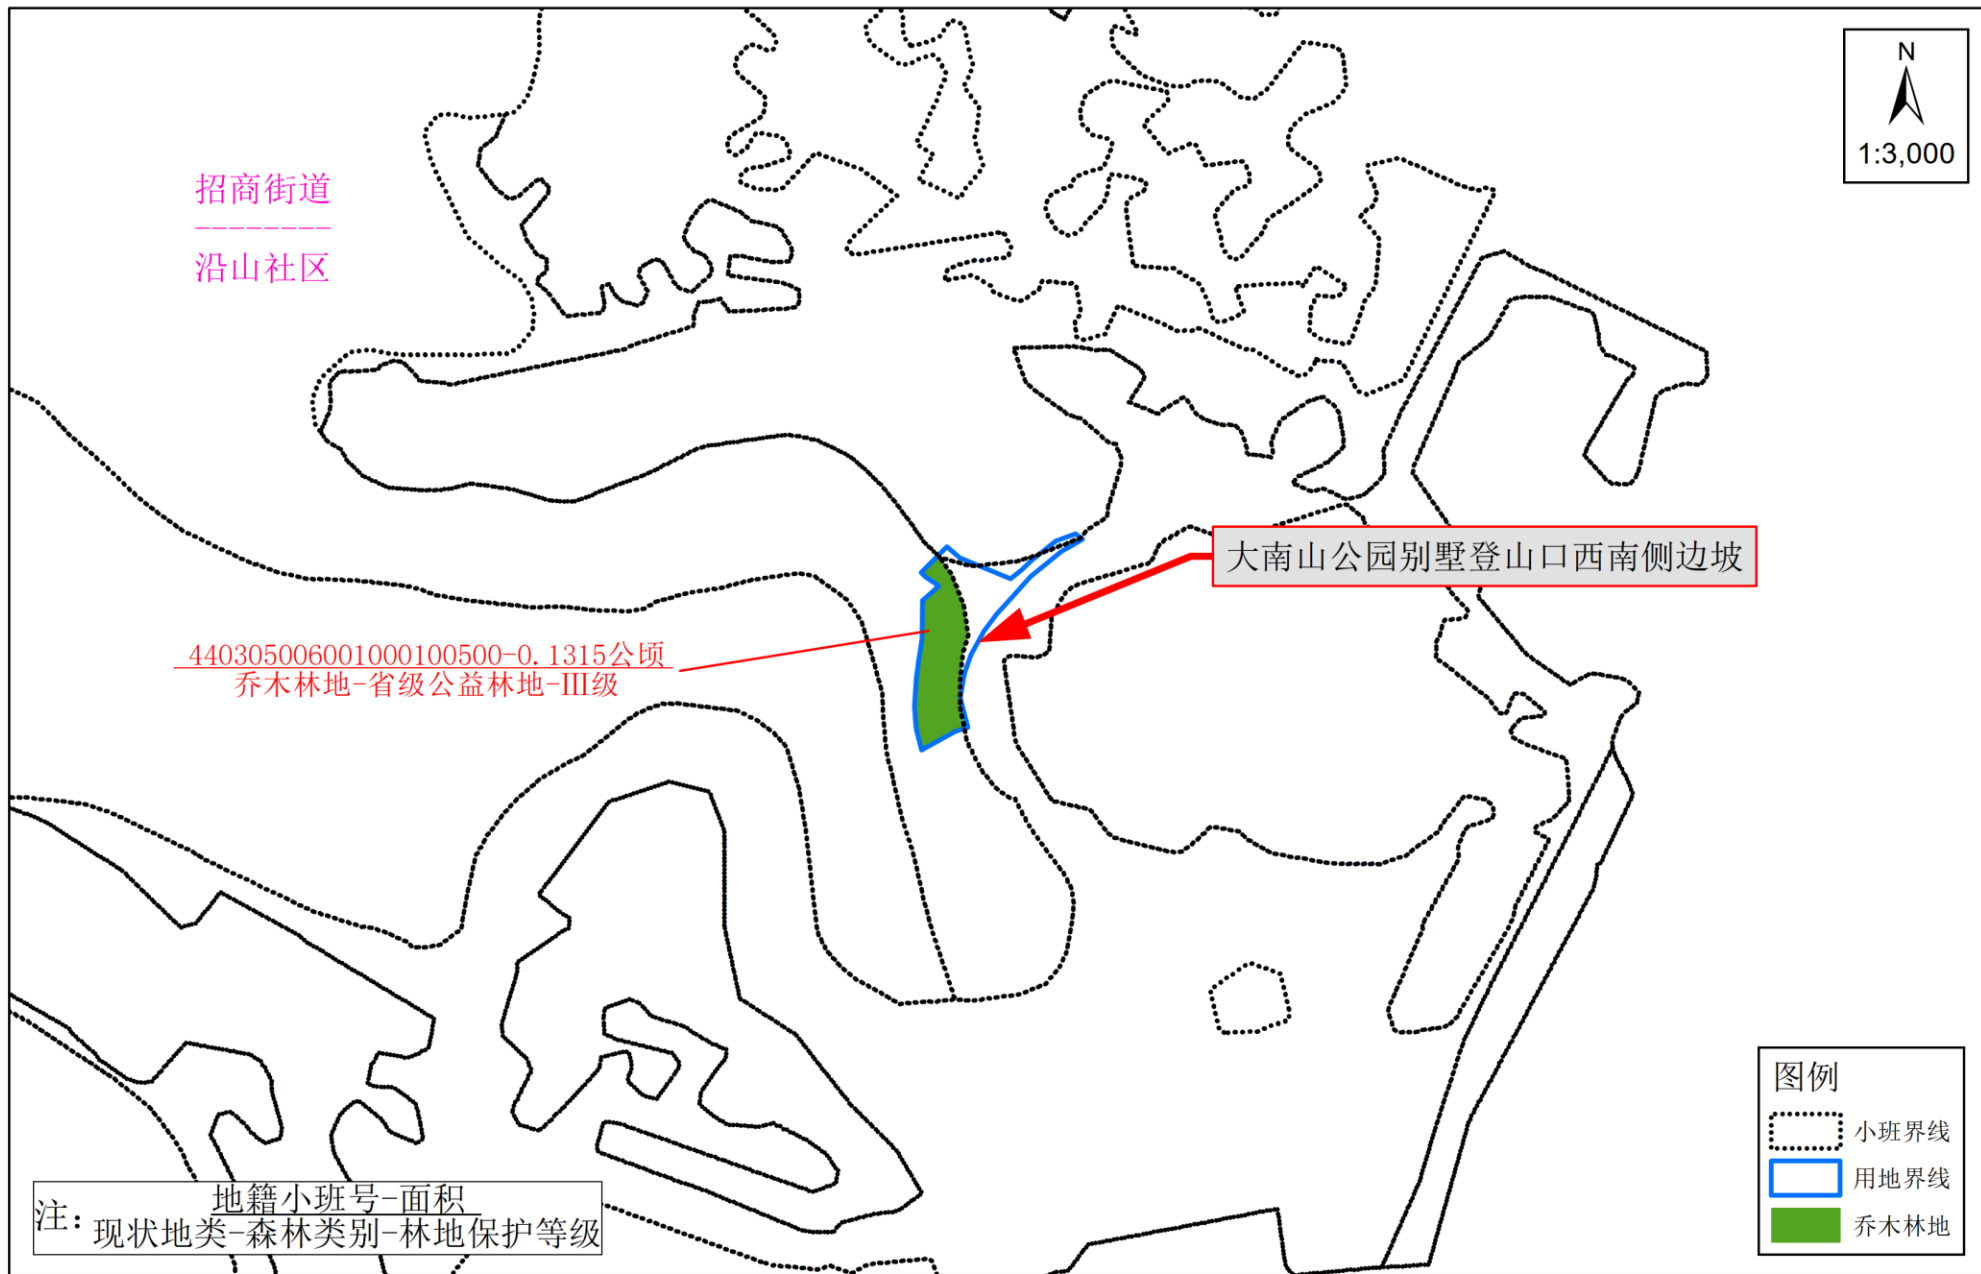 N
1:3,000
招商街道
沿山社区
大南山公园别墅登山口西南侧边坡
440305006001000100500-0.1315公顷
乔木林地-省级公益林地-III级
图例
小班界线
用地界线
乔木林地
注：
地籍小班号-面积
现状地类-森林类别-林地保护等级